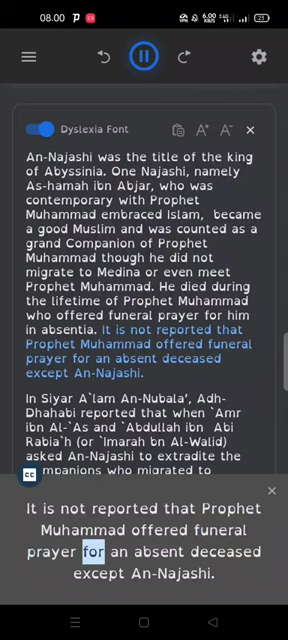 08.00
6.00
KB/S
4G
23
Dyslexia Font
A+
A-
An-Najashi was the title of the king
of Abyssinia. One Najashi, namely
As-hamah ibn Abjar, who was
contemporary with Prophet
Muhammad embraced Islam, became
a good Muslim and was counted as a
grand Companion of Prophet
Muhammad though he did not
migrate to Medina or even meet
Prophet Muhammad. He died during
the lifetime of Prophet Muhammad
who offered funeral prayer for him
in absentia. It is not reported that
Prophet Muhammad offered funeral
prayer for an absent deceased
except An-Najashi.
In Siyar A`lam An-Nubala’, Adh-
Dhahabi reported that when `Amr
ibn Al-`As and `Abdullah ibn Abi
Rabia`h (or `Imarah bn Al-Walid)
asked An-Najashi to extradite the
mpanions who migrated to
CC
It is not reported that Prophet
Muhammad offered funeral
prayer for an absent deceased
except An-Najashi.